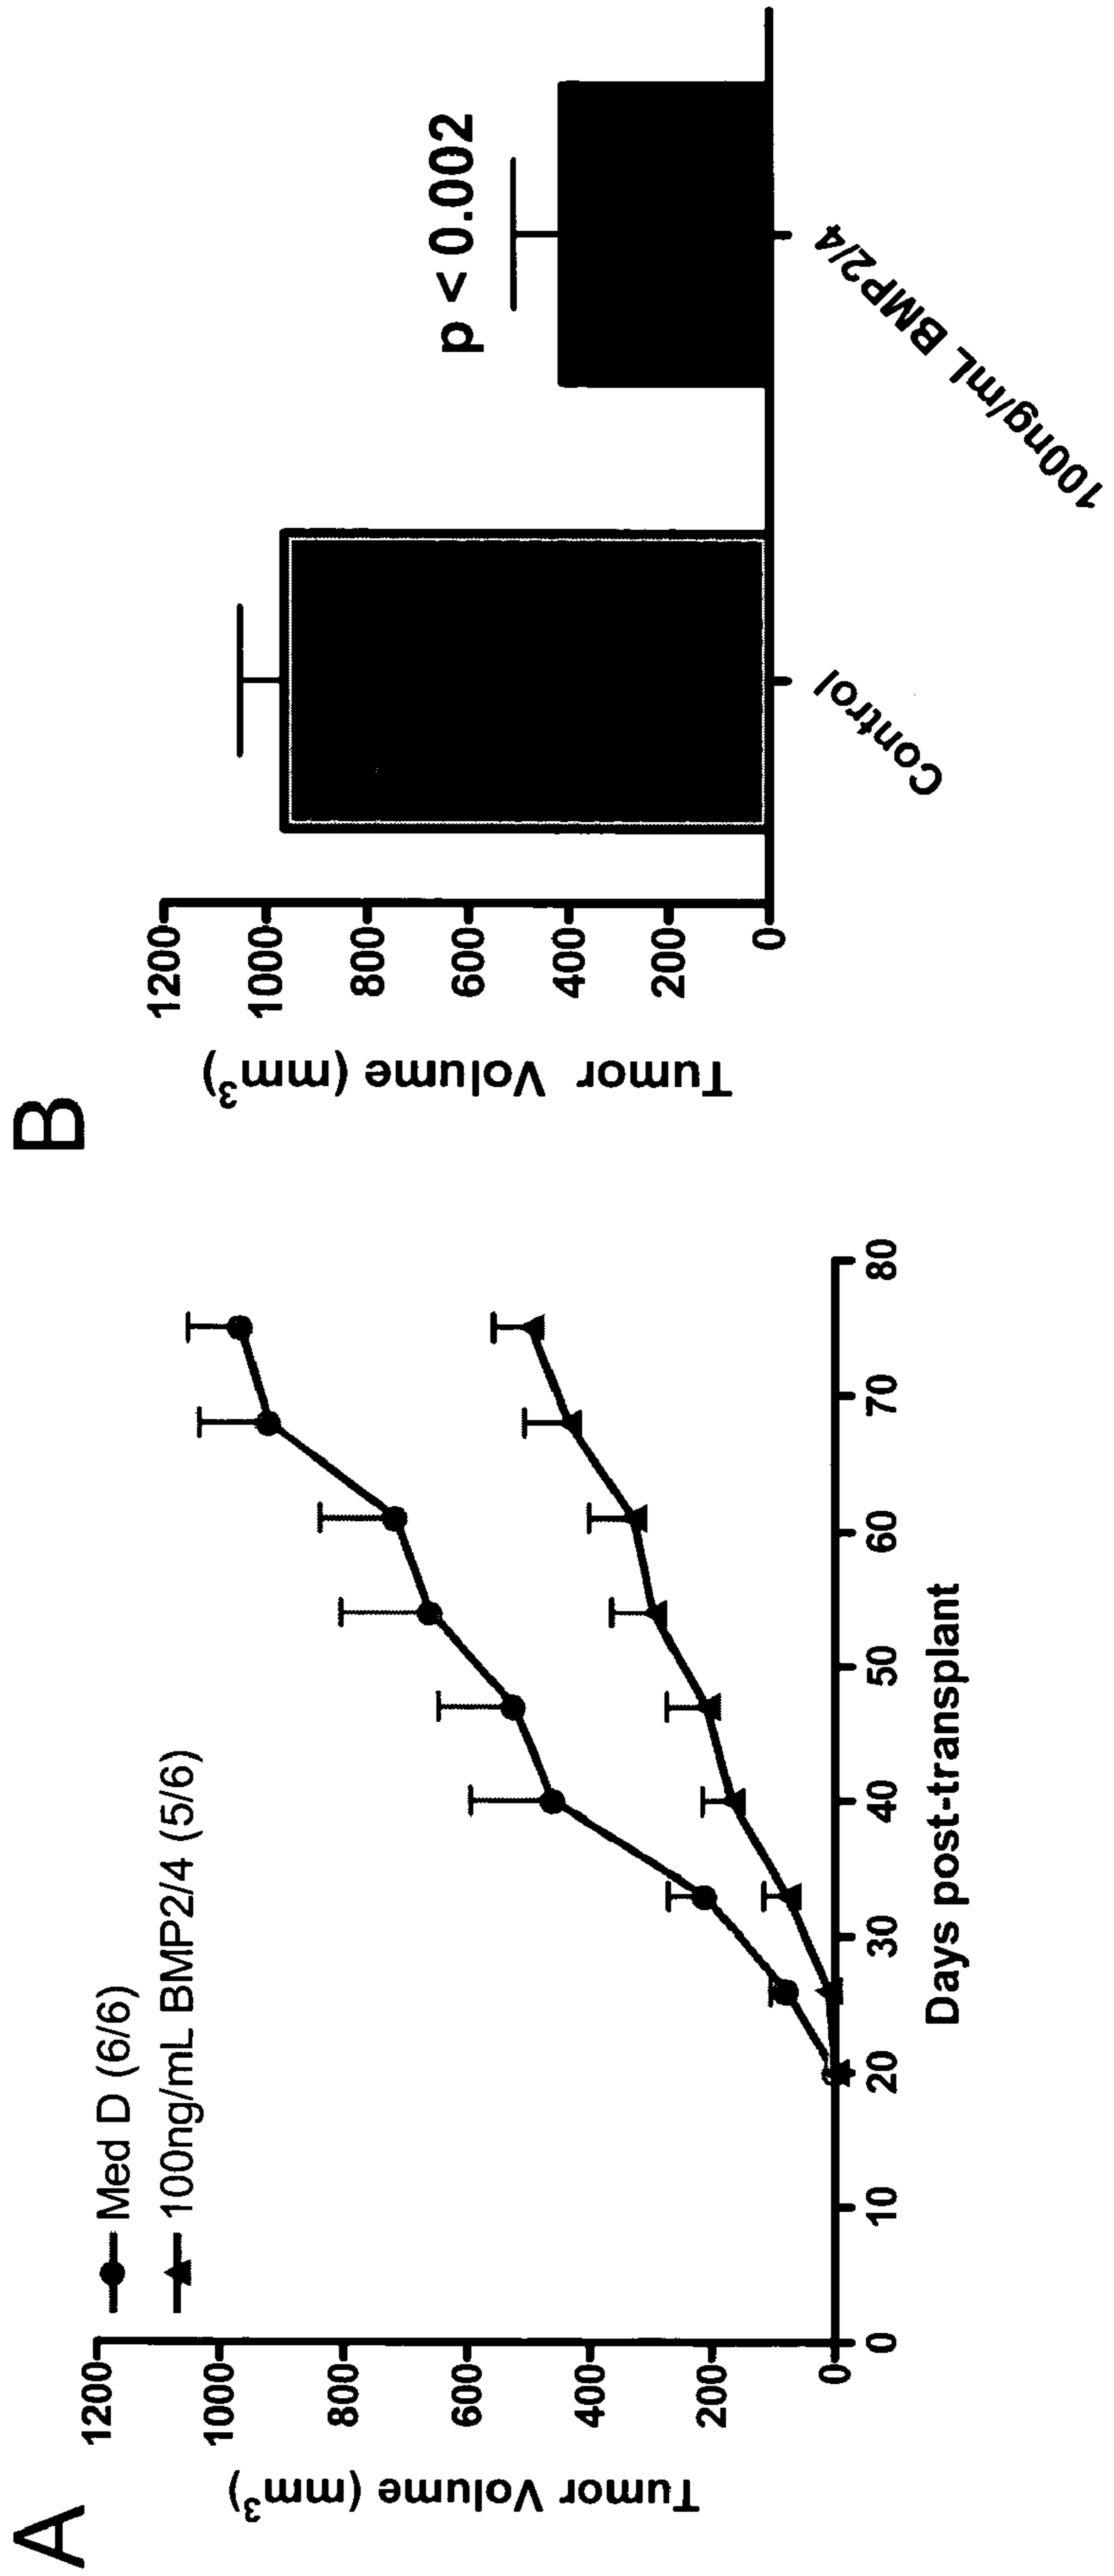 A
Tumor Volume (mm³)
1200
1000
800
600
400
200
0
Med D (6/6)
100ng/mL BMP2/4 (5/6)
0
10
20
30
40
50
60
70
80
Days post-transplant
B
Tumor Volume (mm³)
1200
1000
800
600
400
200
0
p < 0.002
Control
100ng/mL BMP2/4